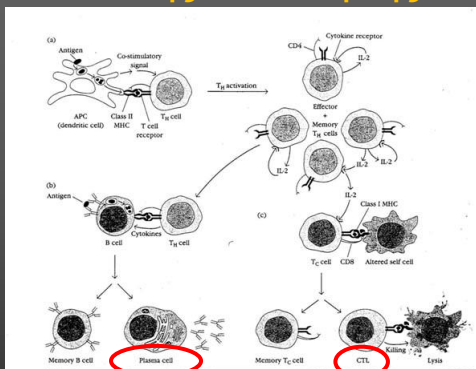 (a)
Antigen
Co-stimulatory
signal
APC
(dendritic cell)
Class II
MHC
T cell
receptor
TH cell
TH activation
CD4
Cytokine receptor
IL-2
Effector
+
Memory
TH cells
IL-2
IL-2
IL-2
(b)
Antigen
B cell
Cytokines
TH cell
Memory B cell
Plasma cell
(c)
Class I MHC
TC cell
CD8
Altered self cell
Memory TC cell
CTL
Killing
Lysis